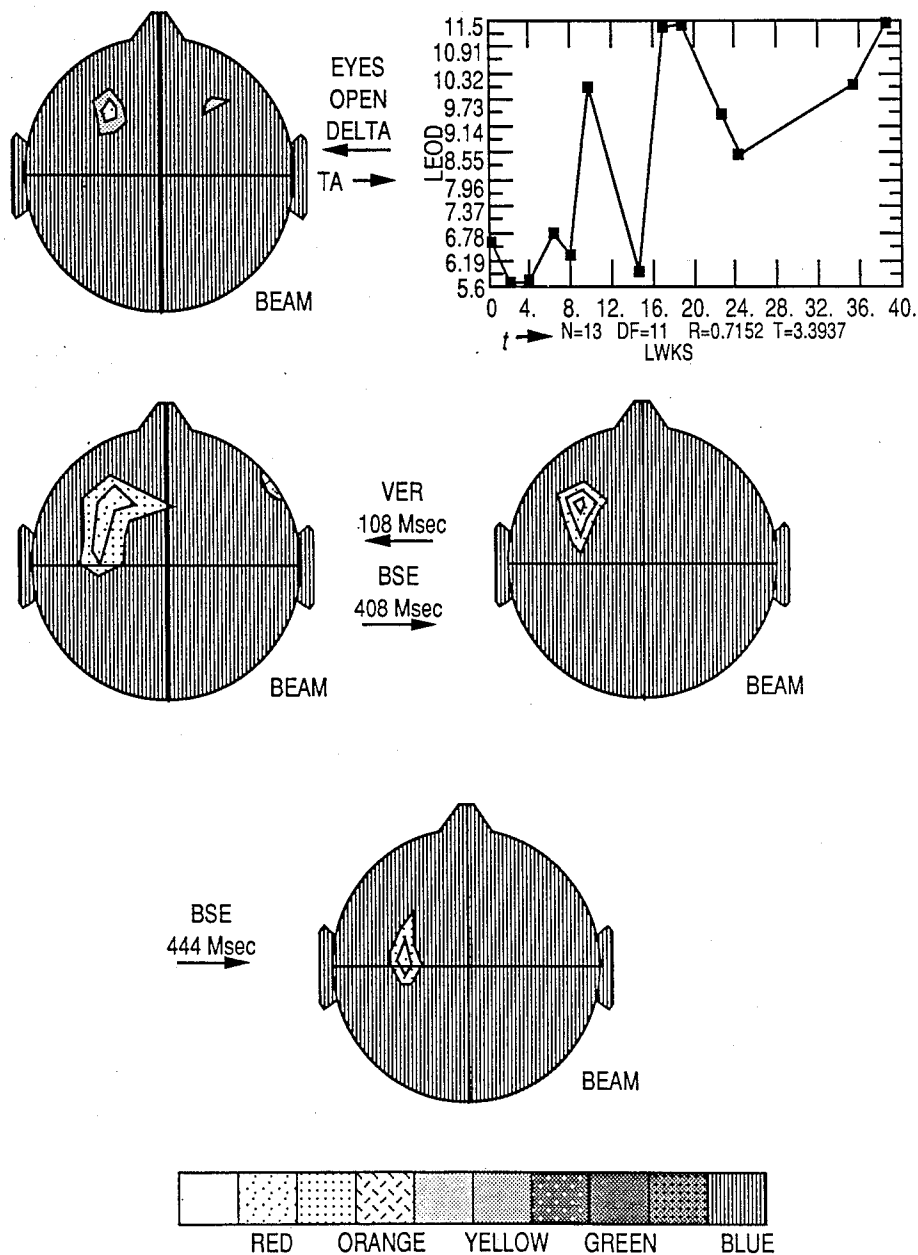 EYES
OPEN
DELTA
TA
BEAM
LEOD
11.5
10.91
10.32
9.73
9.14
8.55
7.96
7.37
6.78
6.19
5.6
0 4. 8. 12. 16. 20. 24. 28. 32. 36. 40.
t N=13 DF=11 R=0.7152 T=3.3937
LWKS
VER
108 Msec
BSE
408 Msec
BEAM
BEAM
BSE
444 Msec
BEAM
RED ORANGE YELLOW GREEN BLUE